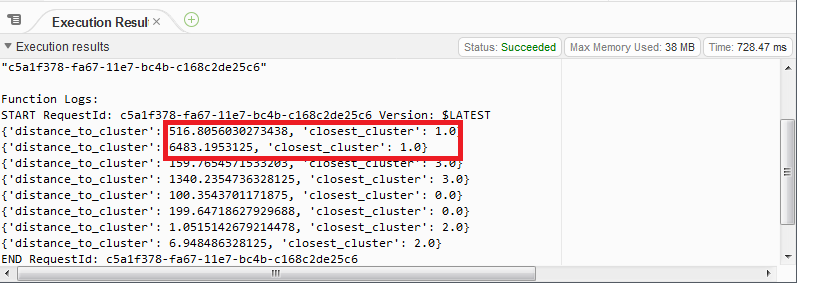 Execution Resul ×
Execution results
Status: Succeeded
Max Memory Used: 38 MB
Time: 728.47 ms
"c5a1f378-fa67-11e7-bc4b-c168c2de25c6"
Function Logs:
START RequestId: c5a1f378-fa67-11e7-bc4b-c168c2de25c6 Version: $LATEST
{'distance_to_cluster': 516.8056030273438, 'closest_cluster': 1.0}
{'distance_to_cluster': 6483.1953125, 'closest_cluster': 1.0}
{'distance_to_cluster': 159.7654571533203, 'closest_cluster': 3.0}
{'distance_to_cluster': 1340.2354736328125, 'closest_cluster': 3.0}
{'distance_to_cluster': 100.3543701171875, 'closest_cluster': 0.0}
{'distance_to_cluster': 199.64718627929688, 'closest_cluster': 0.0}
{'distance_to_cluster': 1.0515142679214478, 'closest_cluster': 2.0}
{'distance_to_cluster': 6.948486328125, 'closest_cluster': 2.0}
END RequestId: c5a1f378-fa67-11e7-bc4b-c168c2de25c6